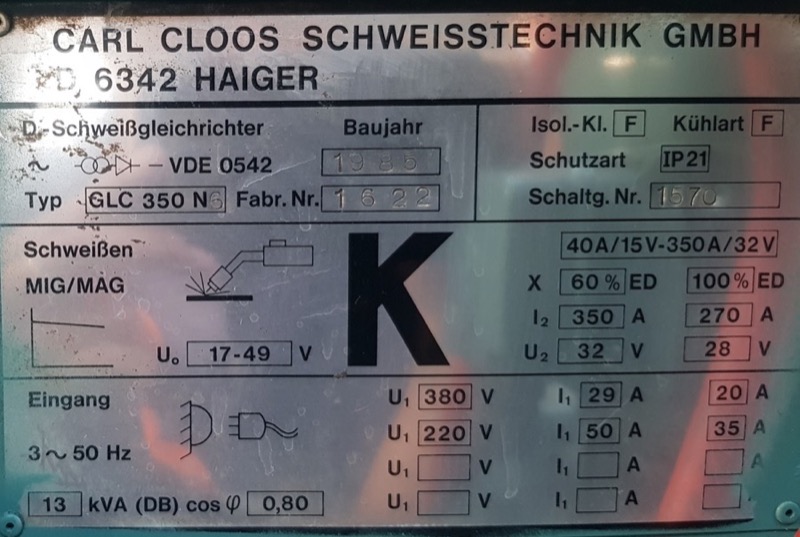 CARL CLOOS SCHWEISSTECHNIK GMBH
D 6342 HAIGER
D.-Schweißgleichrichter Baujahr Isol.-Kl. F Kühlart F
VDE 0542 1985 Schutzart IP21
Typ GLC 350 N6 Fabr. Nr. 1622 Schaltg. Nr. 1570
Schweißen 40A/15V-350A/32V
MIG/MAG K X 60% ED 100% ED
I₂ 350 A 270 A
U₀ 17-49 V U₂ 32 V 28 V
Eingang U₁ 380 V I₁ 29 A 20 A
U₁ 220 V I₁ 50 A 35 A
3~50 Hz U₁ V I₁ A A
13 kVA (DB) cos φ 0,80 U₁ V I₁ A